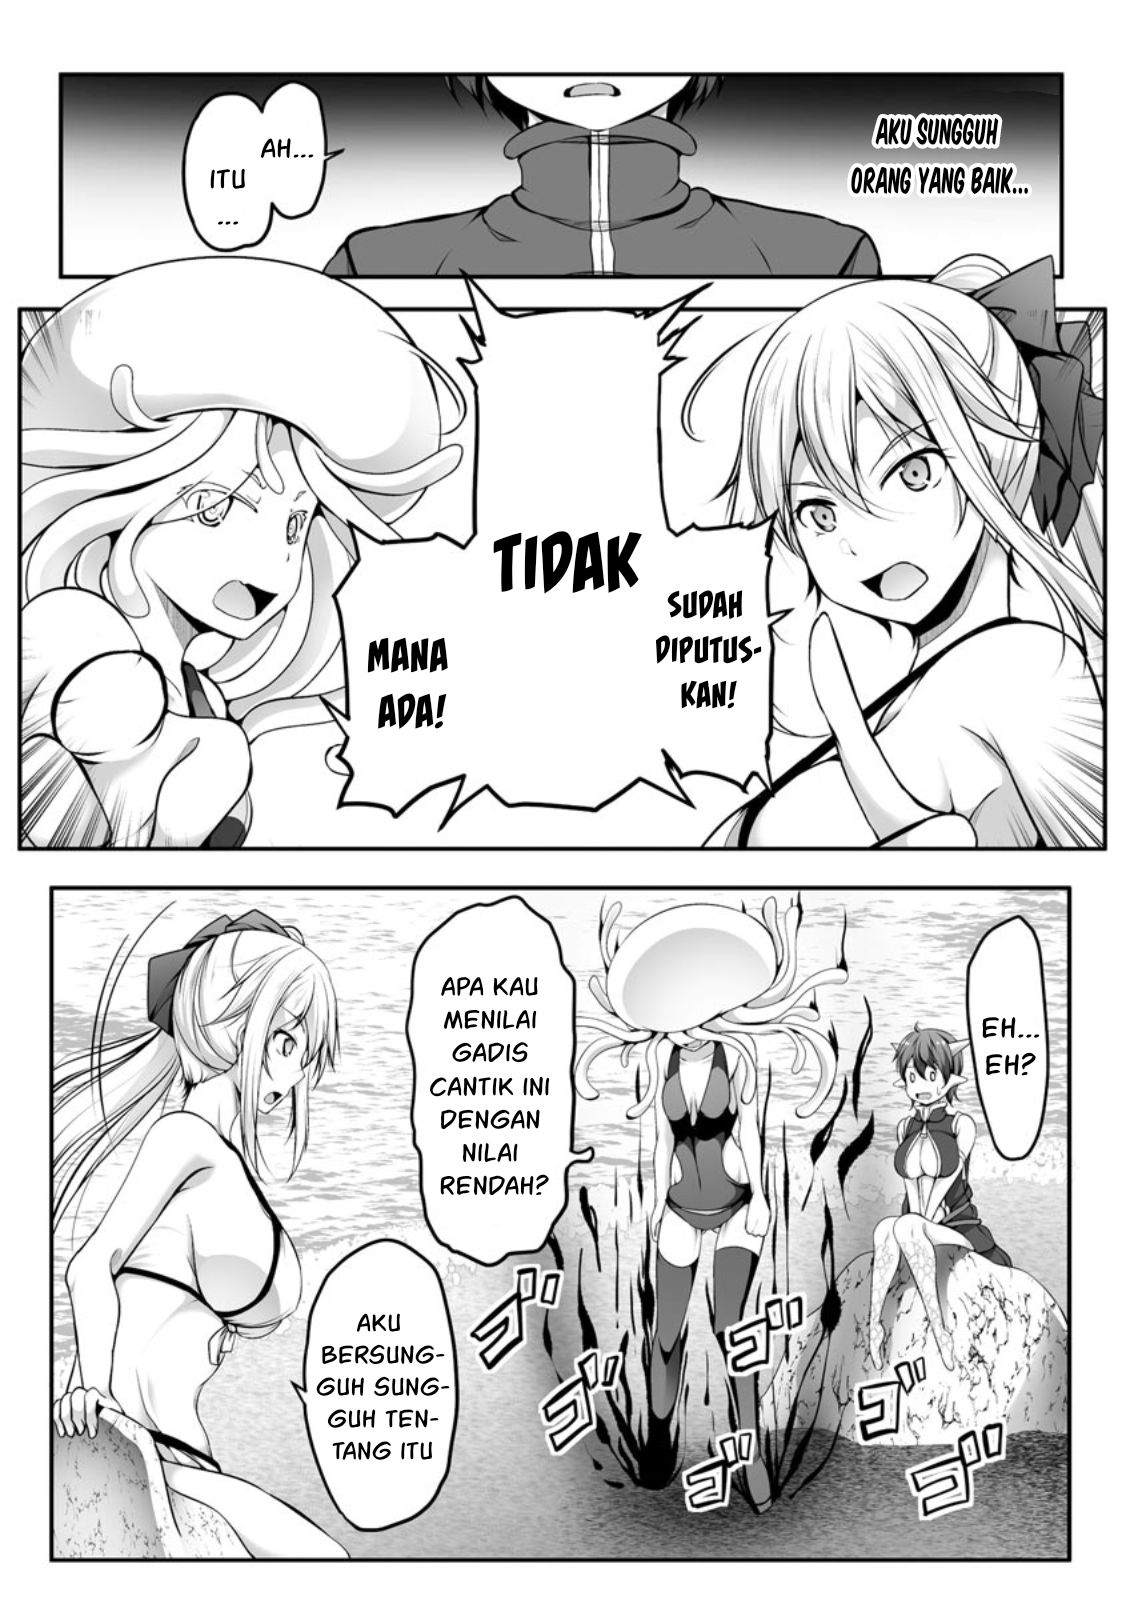 AKU SUNGGUH
ORANG YANG BAIK...
AH...
ITU
...
TIDAK
SUDAH
DIPUTUS-
KAN!
MANA
ADA!
EH...
EH?
APA KAU
MENILAI
GADIS
CANTIK INI
DENGAN
NILAI
RENDAH?
AKU
BERSUNG-
GUH SUNG-
GUH TEN-
TANG ITU
ゴ
ゴ
ゴ
ゴ
ゴ
ゴ